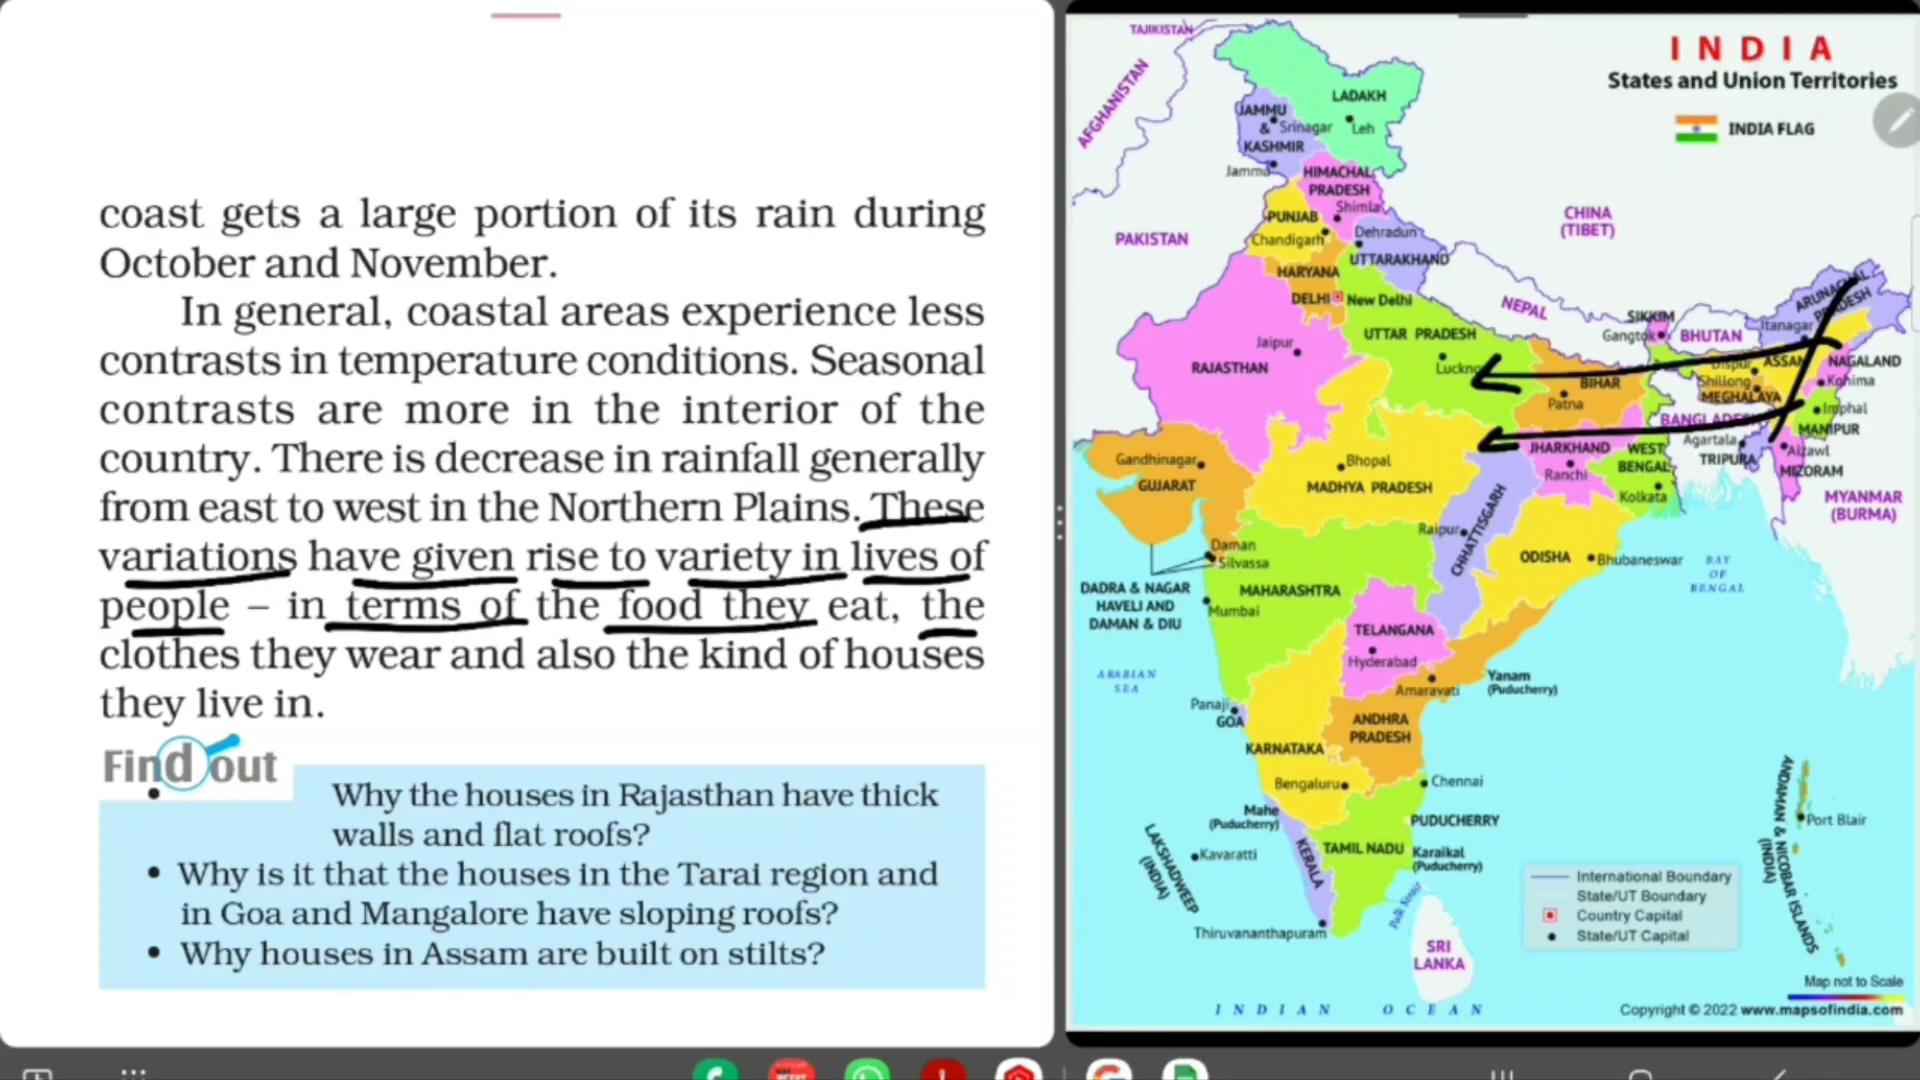 coast gets a large portion of its rain during
October and November.
In general, coastal areas experience less
contrasts in temperature conditions. Seasonal
contrasts are more in the interior of the
country. There is decrease in rainfall generally
from east to west in the Northern Plains. These
variations have given rise to variety in lives of
people – in terms of the food they eat, the
clothes they wear and also the kind of houses
they live in.
Find out
• Why the houses in Rajasthan have thick
walls and flat roofs?
• Why is it that the houses in the Tarai region and
in Goa and Mangalore have sloping roofs?
• Why houses in Assam are built on stilts?
INDIA
States and Union Territories
INDIA FLAG
TAJIKISTAN
AFGHANISTAN
PAKISTAN
CHINA
(TIBET)
NEPAL
BHUTAN
MYANMAR
(BURMA)
LADAKH
Leh
JAMMU
&
KASHMIR
Srinagar
Jammu
HIMACHAL
PRADESH
Shimla
PUNJAB
Chandigarh
Dehradun
UTTARAKHAND
HARYANA
DELHI
New Delhi
UTTAR PRADESH
RAJASTHAN
Jaipur
SIKKIM
Gangtok
ARUNACHAL
PRADESH
Itanagar
Dispur
ASSAM
NAGALAND
Kohima
Shillong
MEGHALAYA
Imphal
MANIPUR
BANGLADESH
Agartala
TRIPURA
Aizawl
MIZORAM
BIHAR
Patna
JHARKHAND
Ranchi
WEST
BENGAL
Kolkata
Gandhinagar
GUJARAT
Bhopal
MADHYA PRADESH
CHHATTISGARH
Raipur
ODISHA
Bhubaneswar
BAY
OF
BENGAL
Daman
Silvassa
DADRA & NAGAR
HAVELI AND
DAMAN & DIU
MAHARASHTRA
Mumbai
TELANGANA
Hyderabad
ARABIAN
SEA
Amaravati
Yanam
(Puducherry)
Panaji
GOA
ANDHRA
PRADESH
KARNATAKA
Bengaluru
Chennai
Mahe
(Puducherry)
PUDUCHERRY
TAMIL NADU
Karaikal
(Puducherry)
KERALA
Kavaratti
LAKSHADWEEP
(INDIA)
Thiruvananthapuram
Palk Strait
SRI
LANKA
ANDAMAN & NICOBAR ISLANDS
(INDIA)
Port Blair
International Boundary
State/UT Boundary
Country Capital
State/UT Capital
INDIAN OCEAN
Map not to Scale
Copyright © 2022 www.mapsofindia.com